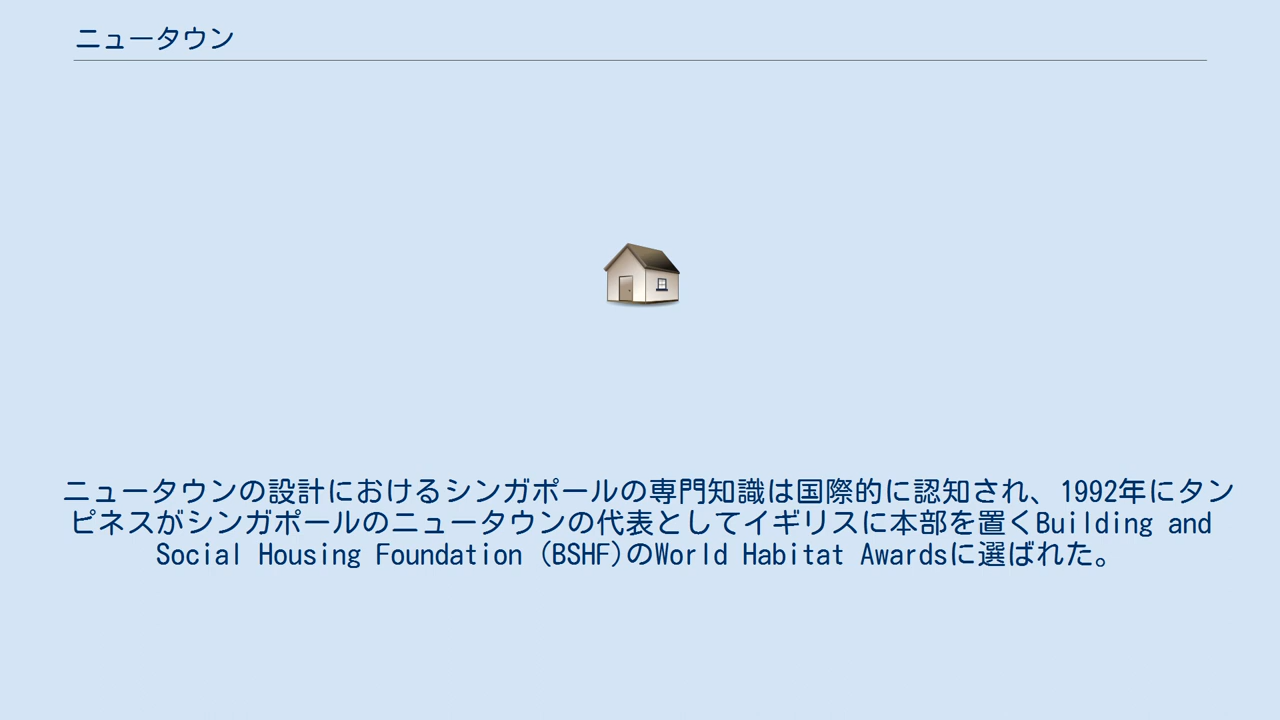 ニュータウン
ニュータウンの設計におけるシンガポールの専門知識は国際的に認知され、1992年にタン
ピネスがシンガポールのニュータウンの代表としてイギリスに本部を置くBuilding and
Social Housing Foundation (BSHF)のWorld Habitat Awardsに選ばれた。